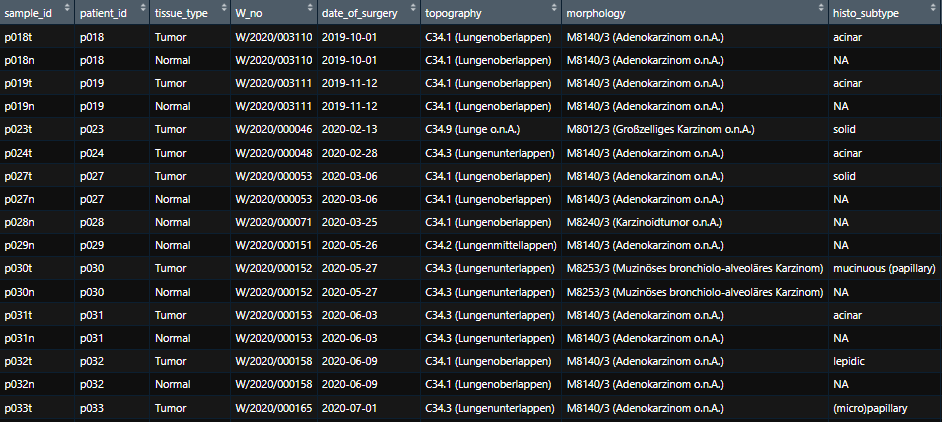 sample_id patient_id tissue_type W_no date_of_surgery topography morphology histo_subtype
p018t p018 Tumor W/2020/003110 2019-10-01 C34.1 (Lungenoberlappen) M8140/3 (Adenokarzinom o.n.A.) acinar
p018n p018 Normal W/2020/003110 2019-10-01 C34.1 (Lungenoberlappen) M8140/3 (Adenokarzinom o.n.A.) NA
p019t p019 Tumor W/2020/003111 2019-11-12 C34.1 (Lungenoberlappen) M8140/3 (Adenokarzinom o.n.A.) acinar
p019n p019 Normal W/2020/003111 2019-11-12 C34.1 (Lungenoberlappen) M8140/3 (Adenokarzinom o.n.A.) NA
p023t p023 Tumor W/2020/000046 2020-02-13 C34.9 (Lunge o.n.A.) M8012/3 (Großzelliges Karzinom o.n.A.) solid
p024t p024 Tumor W/2020/000048 2020-02-28 C34.3 (Lungenunterlappen) M8140/3 (Adenokarzinom o.n.A.) acinar
p027t p027 Tumor W/2020/000053 2020-03-06 C34.1 (Lungenoberlappen) M8140/3 (Adenokarzinom o.n.A.) solid
p027n p027 Normal W/2020/000053 2020-03-06 C34.1 (Lungenoberlappen) M8140/3 (Adenokarzinom o.n.A.) NA
p028n p028 Normal W/2020/000071 2020-03-25 C34.1 (Lungenoberlappen) M8240/3 (Karzinoidtumor o.n.A.) NA
p029n p029 Normal W/2020/000151 2020-05-26 C34.2 (Lungenmittellappen) M8140/3 (Adenokarzinom o.n.A.) NA
p030t p030 Tumor W/2020/000152 2020-05-27 C34.3 (Lungenunterlappen) M8253/3 (Muzinöses bronchiolo-alveoläres Karzinom) mucinuous (papillary)
p030n p030 Normal W/2020/000152 2020-05-27 C34.3 (Lungenunterlappen) M8253/3 (Muzinöses bronchiolo-alveoläres Karzinom) NA
p031t p031 Tumor W/2020/000153 2020-06-03 C34.3 (Lungenunterlappen) M8140/3 (Adenokarzinom o.n.A.) acinar
p031n p031 Normal W/2020/000153 2020-06-03 C34.3 (Lungenunterlappen) M8140/3 (Adenokarzinom o.n.A.) NA
p032t p032 Tumor W/2020/000158 2020-06-09 C34.1 (Lungenoberlappen) M8140/3 (Adenokarzinom o.n.A.) lepidic
p032n p032 Normal W/2020/000158 2020-06-09 C34.1 (Lungenoberlappen) M8140/3 (Adenokarzinom o.n.A.) NA
p033t p033 Tumor W/2020/000165 2020-07-01 C34.3 (Lungenunterlappen) M8140/3 (Adenokarzinom o.n.A.) (micro)papillary